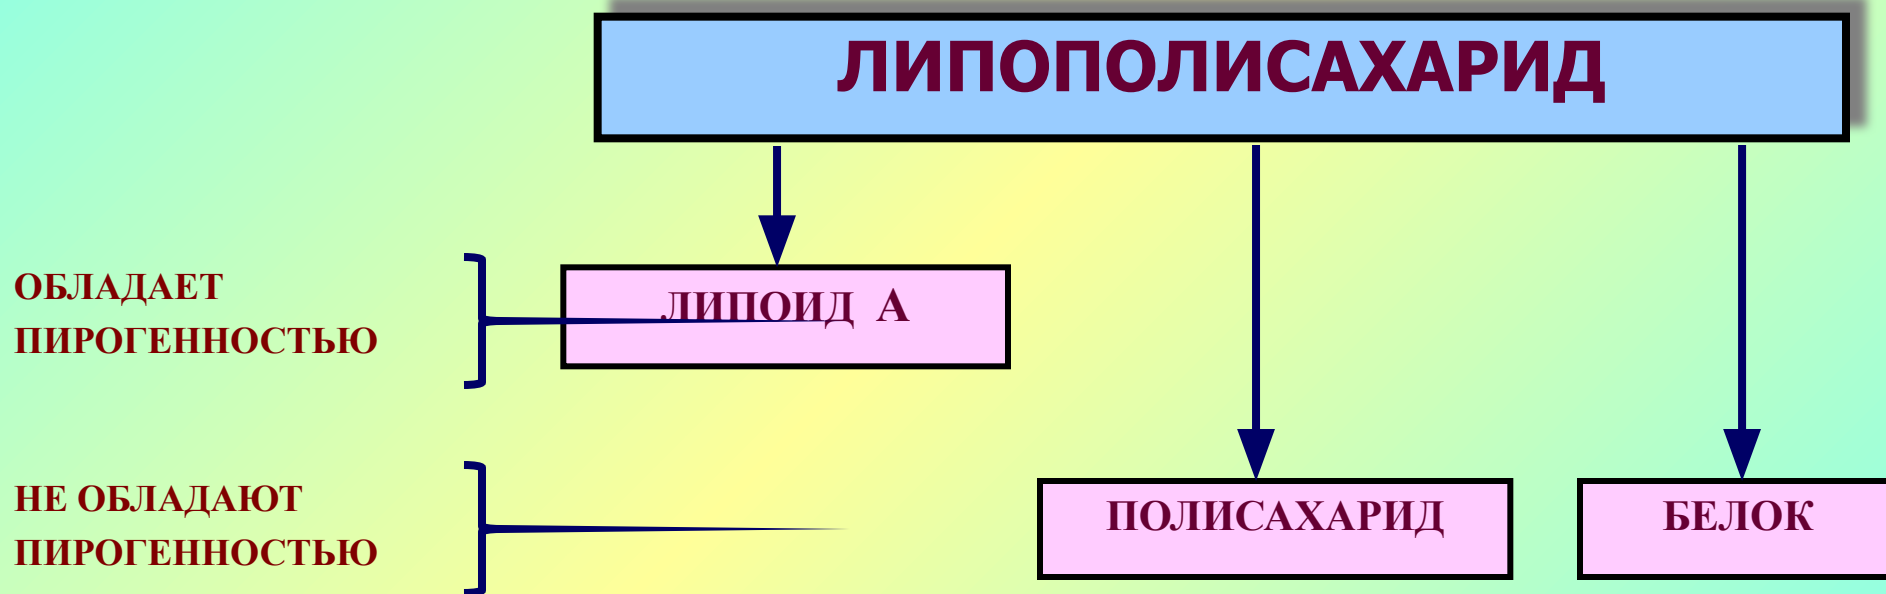 ЛИПОПОЛИСАХАРИД
ОБЛАДАЕТ
ПИРОГЕННОСТЬЮ
ЛИПОИД А
НЕ ОБЛАДАЮТ
ПИРОГЕННОСТЬЮ
ПОЛИСАХАРИД
БЕЛОК